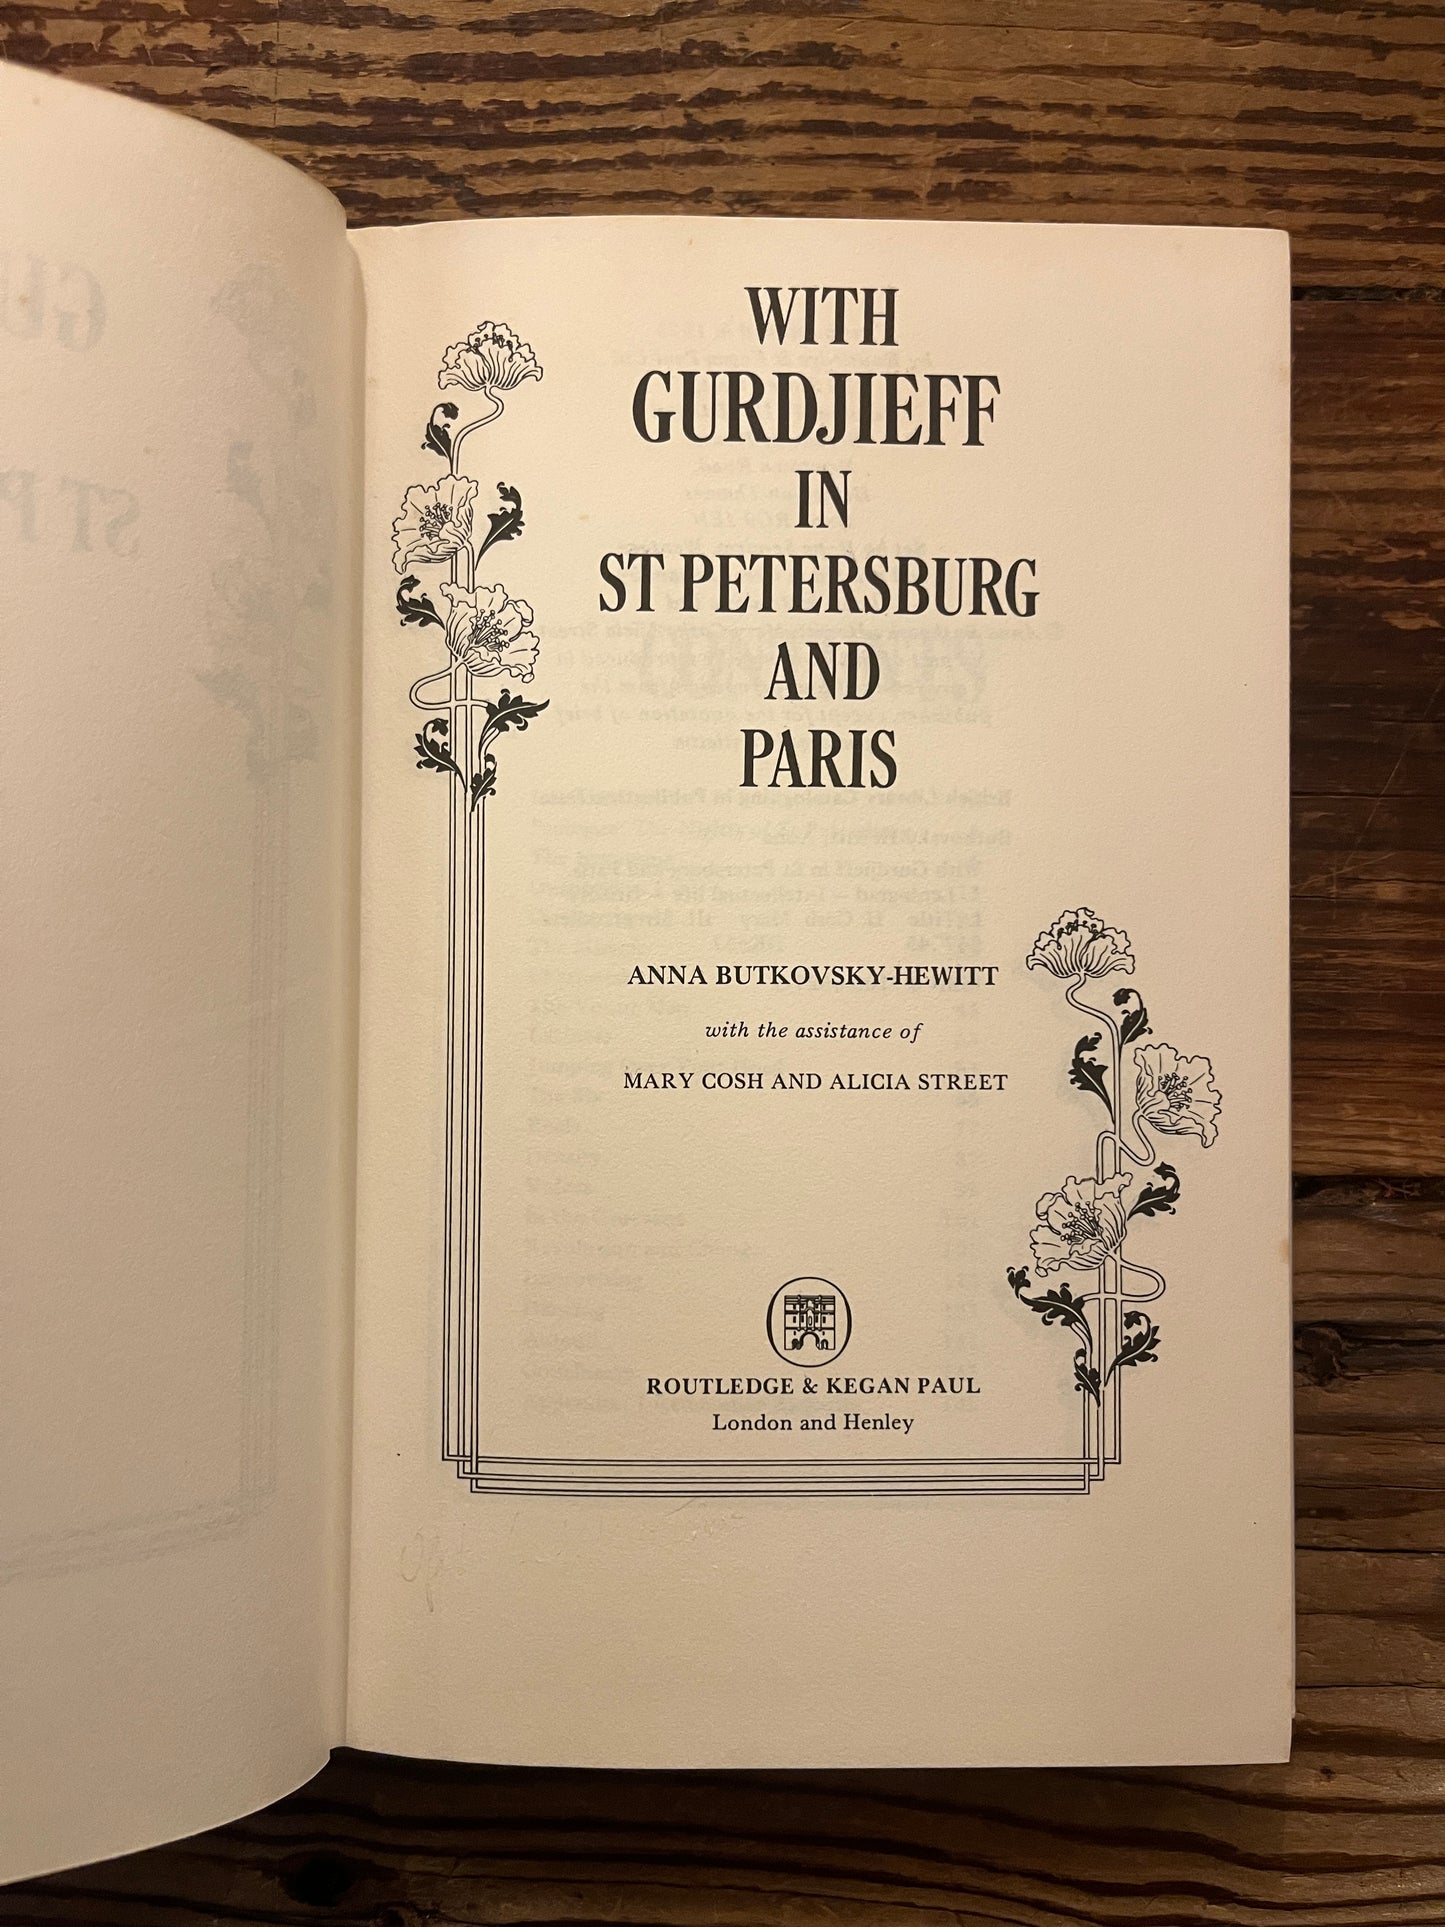 WITH
GURDJIEFF
IN
ST PETERSBURG
AND
PARIS
ANNA BUTKOVSKY-HEWITT
with the assistance of
MARY COSH AND ALICIA STREET
ROUTLEDGE & KEGAN PAUL
London and Henley